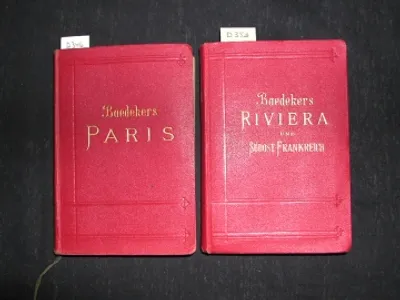 Baedekers
PARIS
Baedekers
RIVIERA
UND
SÜDOST-FRANKREICH